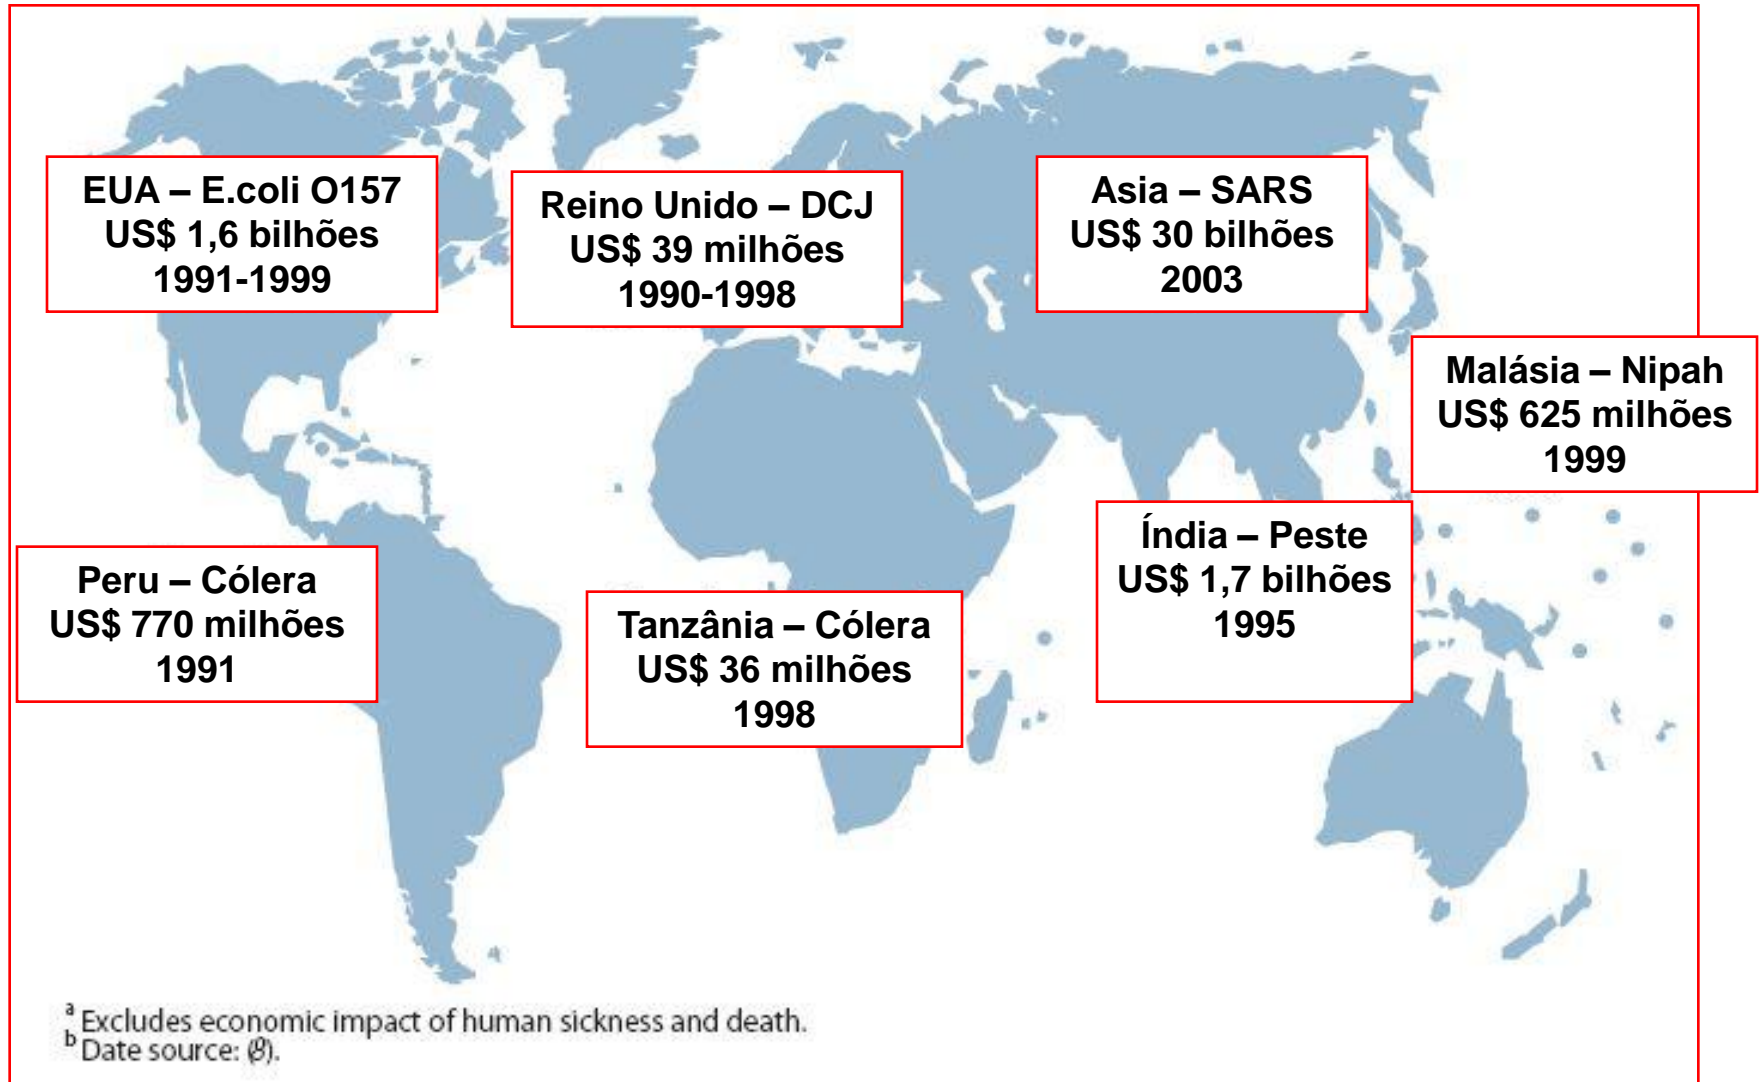 EUA – E.coli O157
US$ 1,6 bilhões
1991-1999
Reino Unido – DCJ
US$ 39 milhões
1990-1998
Asia – SARS
US$ 30 bilhões
2003
Malásia – Nipah
US$ 625 milhões
1999
Peru – Cólera
US$ 770 milhões
1991
Tanzânia – Cólera
US$ 36 milhões
1998
Índia – Peste
US$ 1,7 bilhões
1995
a Excludes economic impact of human sickness and death.
b Date source: (8).